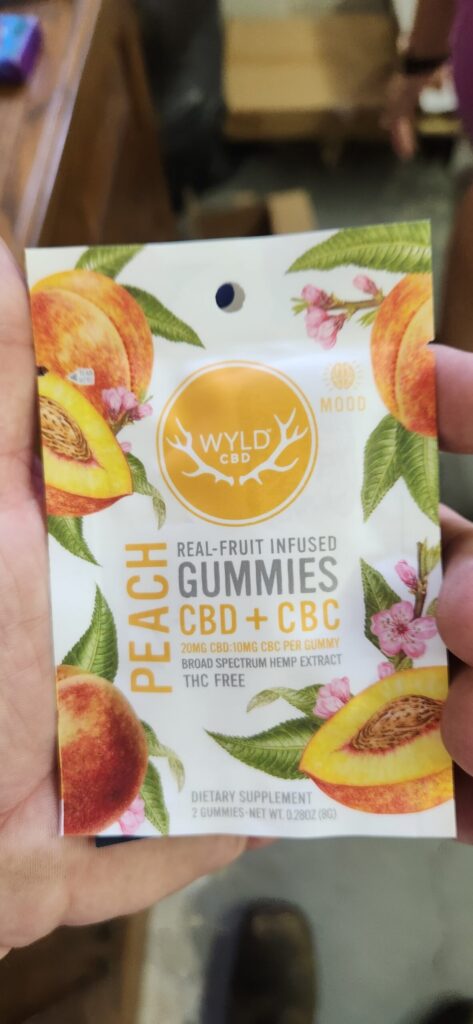 MOOD
WYLD
CBD
PEACH
REAL-FRUIT INFUSED
GUMMIES
CBD + CBC
20MG CBD:10MG CBC PER GUMMY
BROAD SPECTRUM HEMP EXTRACT
THC FREE
DIETARY SUPPLEMENT
2 GUMMIES·NET WT. 0.28OZ (8G)